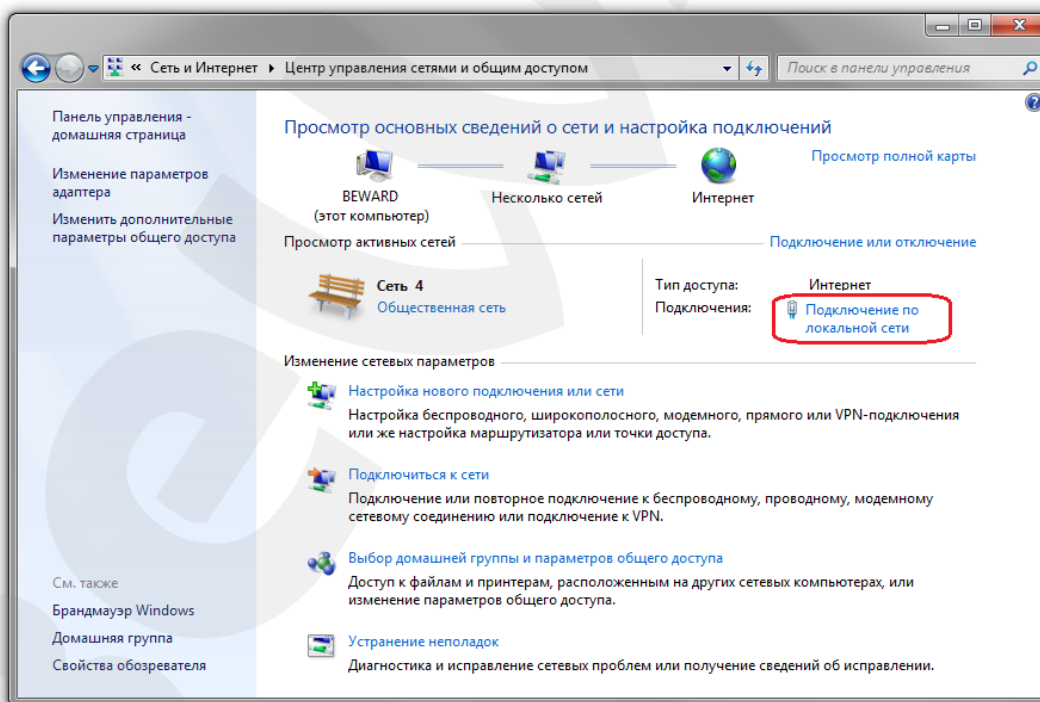 « Сеть и Интернет ▸ Центр управления сетями и общим доступом
Поиск в панели управления
Панель управления -
домашняя страница
Изменение параметров
адаптера
Изменить дополнительные
параметры общего доступа
Просмотр основных сведений о сети и настройка подключений
Просмотр полной карты
BEWARD
(этот компьютер)
Несколько сетей
Интернет
Просмотр активных сетей
Подключение или отключение
Сеть 4
Общественная сеть
Тип доступа: Интернет
Подключения: Подключение по
локальной сети
Изменение сетевых параметров
Настройка нового подключения или сети
Настройка беспроводного, широкополосного, модемного, прямого или VPN-подключения
или же настройка маршрутизатора или точки доступа.
Подключиться к сети
Подключение или повторное подключение к беспроводному, проводному, модемному
сетевому соединению или подключение к VPN.
Выбор домашней группы и параметров общего доступа
Доступ к файлам и принтерам, расположенным на других сетевых компьютерах, или
изменение параметров общего доступа.
Устранение неполадок
Диагностика и исправление сетевых проблем или получение сведений об исправлении.
См. также
Брандмауэр Windows
Домашняя группа
Свойства обозревателя